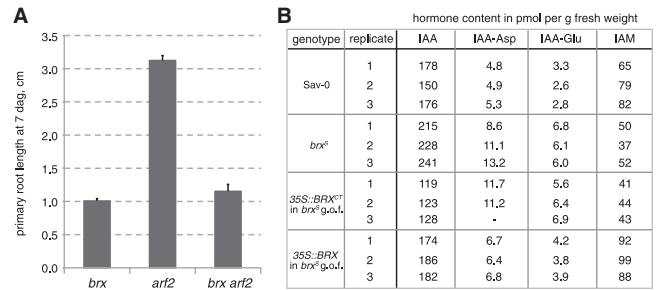 A
primary root length at 7 dag, cm
3.5
3.0
2.5
2.0
1.5
1.0
0.5
0.0
brx
arf2
brx arf2
B
hormone content in pmol per g fresh weight
genotype replicate IAA IAA-Asp IAA-Glu IAM
Sav-0
1 178 4.8 3.3 65
2 150 4.9 2.6 79
3 176 5.3 2.8 82
brxˢ
1 215 8.6 6.8 50
2 228 11.1 6.1 37
3 241 13.2 6.0 52
35S::BRXᶜᵀ
in brxˢ g.o.f.
1 119 11.7 5.6 41
2 123 11.2 6.4 44
3 128 - 6.9 43
35S::BRX
in brxˢ g.o.f.
1 174 6.7 4.2 92
2 186 6.4 3.8 99
3 182 6.8 3.9 88